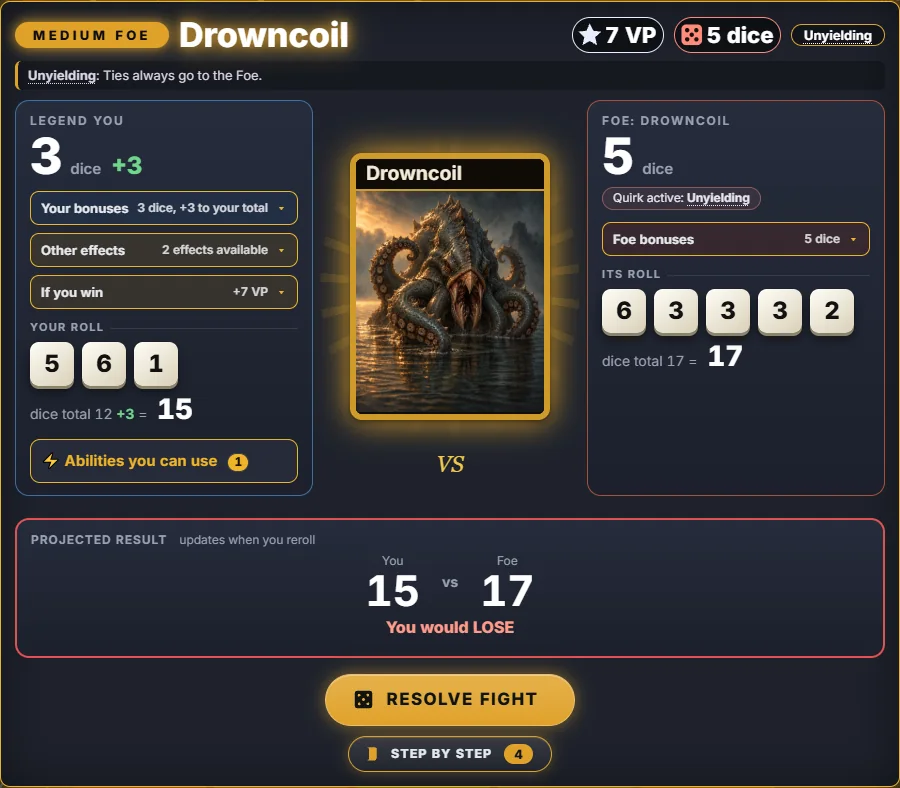 MEDIUM FOE Drowncoil 7 VP 5 dice Unyielding
Unyielding: Ties always go to the Foe.
LEGEND YOU
3 dice +3
Your bonuses 3 dice, +3 to your total
Other effects 2 effects available
If you win +7 VP
YOUR ROLL
5 6 1
dice total 12 +3 = 15
Abilities you can use 1
Drowncoil
VS
FOE: DROWNCOIL
5 dice
Quirk active: Unyielding
Foe bonuses 5 dice
ITS ROLL
6 3 3 3 2
dice total 17 = 17
PROJECTED RESULT updates when you reroll
You Foe
15 vs 17
You would LOSE
RESOLVE FIGHT
STEP BY STEP 4